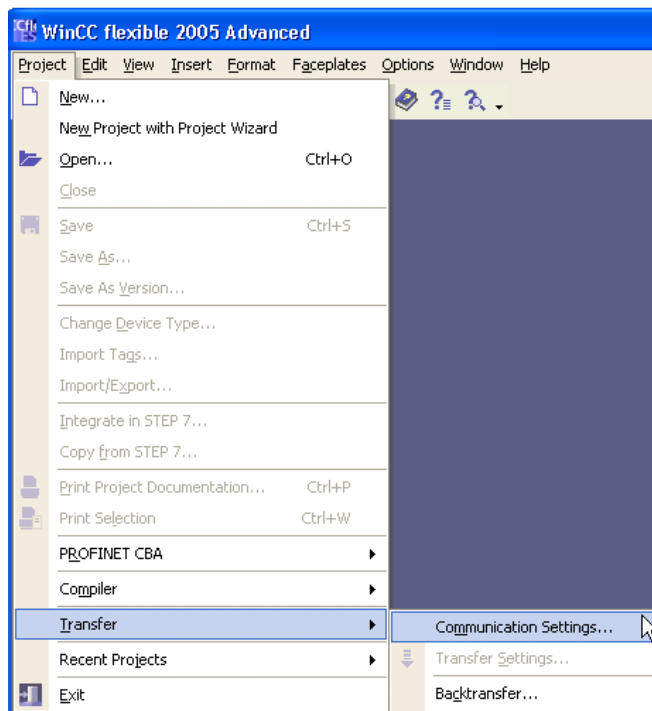 WinCC flexible 2005 Advanced
Project Edit View Insert Format Faceplates Options Window Help
New...
New Project with Project Wizard
Open... Ctrl+O
Close
Save Ctrl+S
Save As...
Save As Version...
Change Device Type...
Import Tags...
Import/Export...
Integrate in STEP 7...
Copy from STEP 7...
Print Project Documentation... Ctrl+P
Print Selection Ctrl+W
PROFINET CBA
Compiler
Transfer
Communication Settings...
Recent Projects
Transfer Settings...
Exit
Backtransfer...